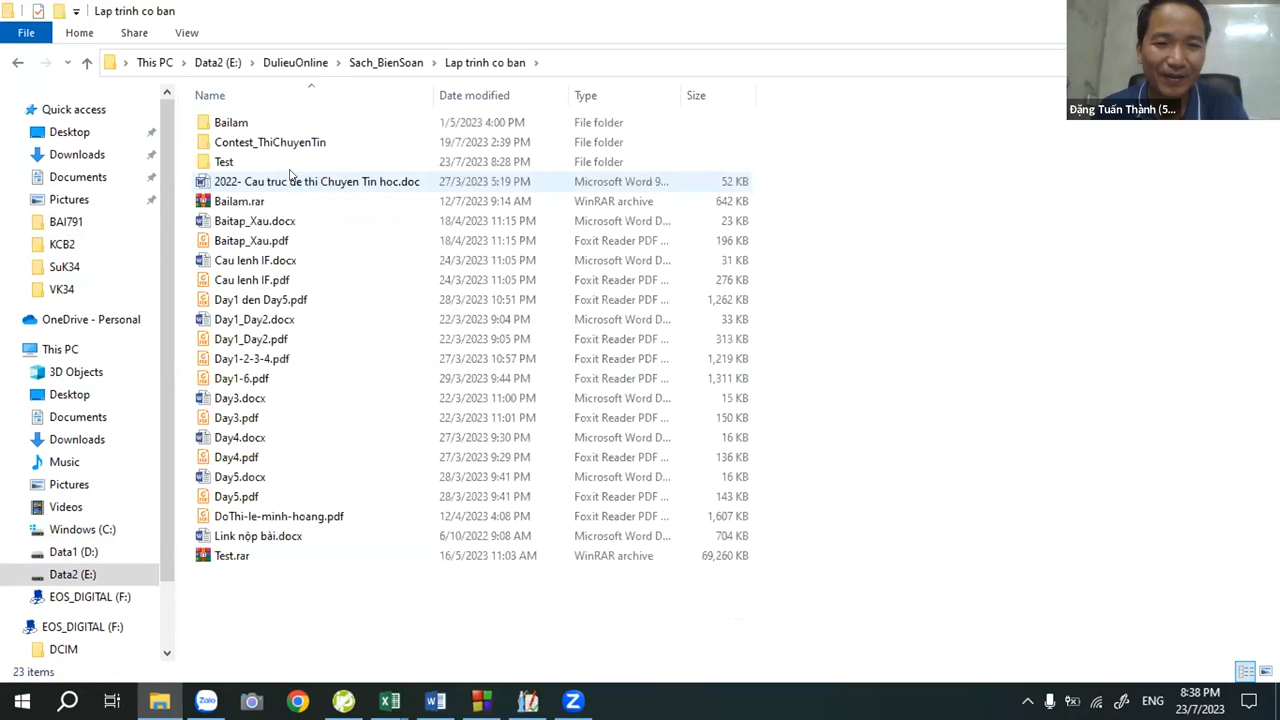 Lap trinh co ban
File Home Share View
This PC Data2 (E:) DulieuOnline Sach_BienSoan Lap trinh co ban
Đặng Tuấn Thành (5...
Name Date modified Type Size
Quick access
Desktop
Downloads
Documents
Pictures
BAI791
KCB2
SuK34
VK34
OneDrive - Personal
This PC
3D Objects
Desktop
Documents
Downloads
Music
Pictures
Videos
Windows (C:)
Data1 (D:)
Data2 (E:)
EOS_DIGITAL (F:)
EOS_DIGITAL (F:)
DCIM
Bailam 1/5/2023 4:00 PM File folder
Contest_ThiChuyenTin 19/7/2023 2:39 PM File folder
Test 23/7/2023 8:28 PM File folder
2022- Cau truc de thi Chuyen Tin hoc.doc 27/3/2023 5:19 PM Microsoft Word 9... 52 KB
Bailam.rar 12/7/2023 9:14 AM WinRAR archive 642 KB
Baitap_Xau.docx 18/4/2023 11:15 PM Microsoft Word D... 23 KB
Baitap_Xau.pdf 18/4/2023 11:15 PM Foxit Reader PDF ... 196 KB
Cau lenh IF.docx 24/3/2023 11:05 PM Microsoft Word D... 31 KB
Cau lenh IF.pdf 24/3/2023 11:05 PM Foxit Reader PDF ... 276 KB
Day1 den Day5.pdf 28/3/2023 10:51 PM Foxit Reader PDF ... 1,262 KB
Day1_Day2.docx 22/3/2023 9:04 PM Microsoft Word D... 33 KB
Day1_Day2.pdf 22/3/2023 9:05 PM Foxit Reader PDF ... 313 KB
Day1-2-3-4.pdf 27/3/2023 10:57 PM Foxit Reader PDF ... 1,219 KB
Day1-6.pdf 29/3/2023 9:44 PM Foxit Reader PDF ... 1,311 KB
Day3.docx 22/3/2023 11:00 PM Microsoft Word D... 15 KB
Day3.pdf 22/3/2023 11:01 PM Foxit Reader PDF ... 150 KB
Day4.docx 27/3/2023 9:30 PM Microsoft Word D... 16 KB
Day4.pdf 27/3/2023 9:29 PM Foxit Reader PDF ... 136 KB
Day5.docx 28/3/2023 9:41 PM Microsoft Word D... 16 KB
Day5.pdf 28/3/2023 9:41 PM Foxit Reader PDF ... 143 KB
DoThi-le-minh-hoang.pdf 12/4/2023 4:08 PM Foxit Reader PDF ... 1,607 KB
Link nộp bài.docx 6/10/2022 9:08 AM Microsoft Word D... 704 KB
Test.rar 16/5/2023 11:03 AM WinRAR archive 69,260 KB
23 items
Zalo ENG 8:38 PM
23/7/2023